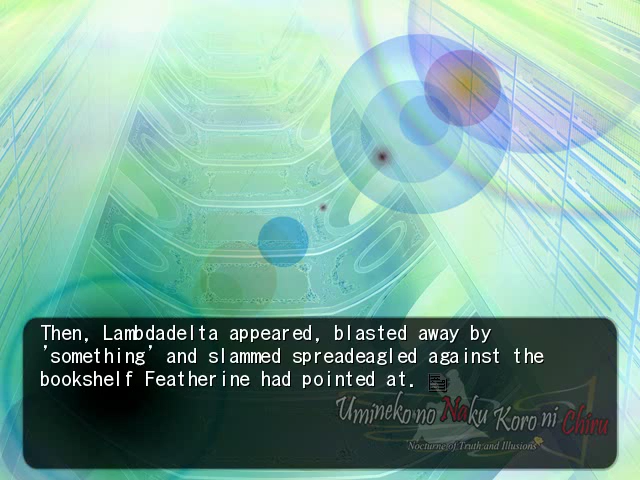 Then, Lambdadelta appeared, blasted away by
'something' and slammed spreadeagled against the
bookshelf Featherine had pointed at.
Umineko no Naku Koro ni Chiru
Nocturne of Truth and Illusions